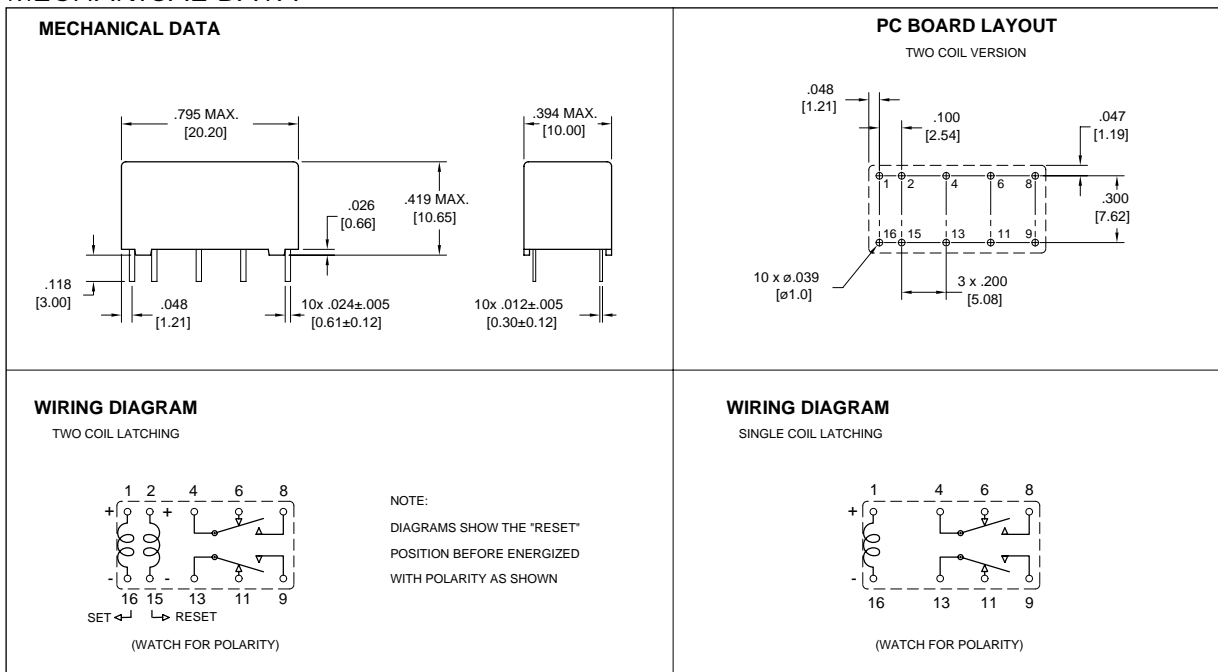 MECHANICAL DATA
.795 MAX.
[20.20]
.419 MAX.
[10.65]
.026
[0.66]
.118
[3.00]
.048
[1.21]
10x .024±.005
[0.61±0.12]
.394 MAX.
[10.00]
10x .012±.005
[0.30±0.12]
PC BOARD LAYOUT
TWO COIL VERSION
.048
[1.21]
.100
[2.54]
.047
[1.19]
1 2 4 6 8
.300
[7.62]
16 15 13 11 9
10 x ø.039
[ø1.0]
3 x .200
[5.08]
WIRING DIAGRAM
TWO COIL LATCHING
1 2 4 6 8
+ +
- -
16 15 13 11 9
SET RESET
(WATCH FOR POLARITY)
NOTE:
DIAGRAMS SHOW THE "RESET"
POSITION BEFORE ENERGIZED
WITH POLARITY AS SHOWN
WIRING DIAGRAM
SINGLE COIL LATCHING
1 4 6 8
+
-
16 13 11 9
(WATCH FOR POLARITY)